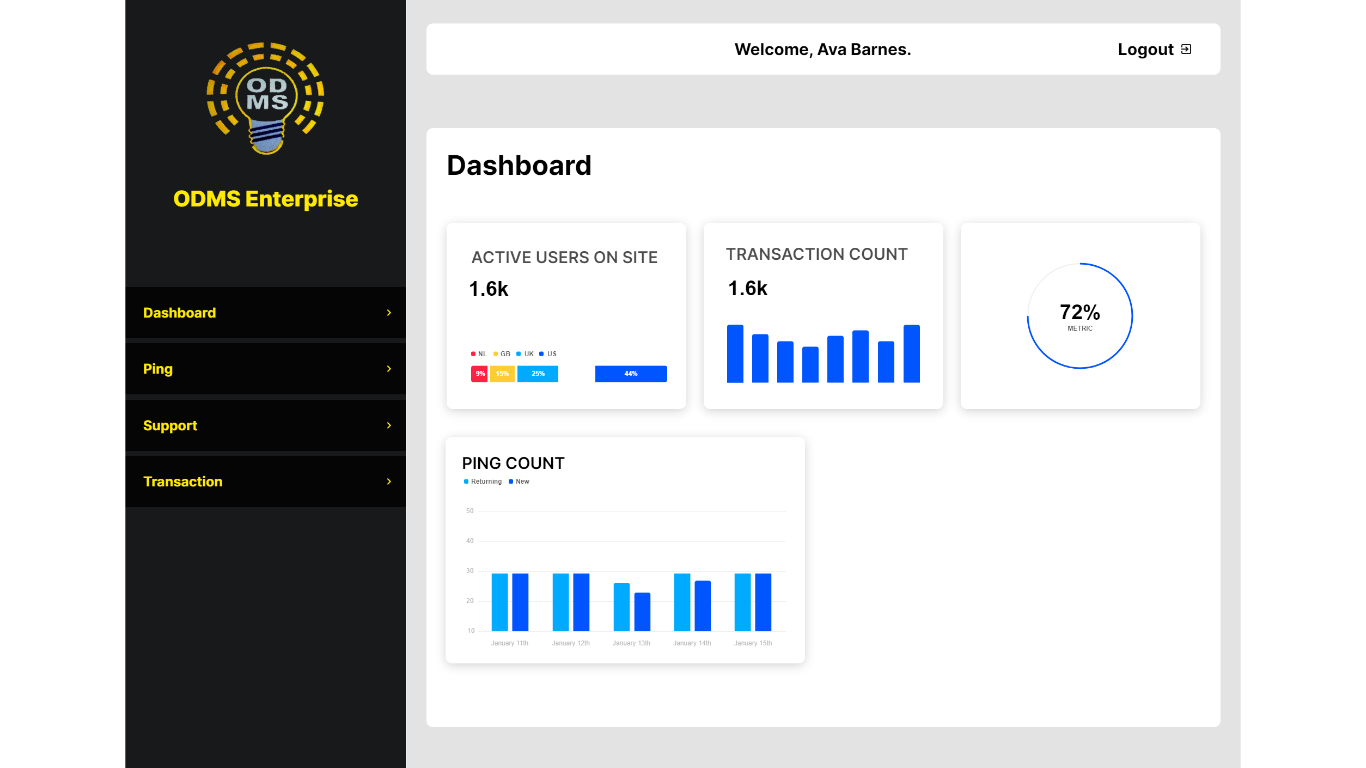 OD
MS
ODMS Enterprise
Dashboard
Ping
Support
Transaction
Welcome, Ava Barnes.
Logout
Dashboard
ACTIVE USERS ON SITE
1.6k
NL GB UK US
9% 15% 25% 44%
TRANSACTION COUNT
1.6k
72%
METRIC
PING COUNT
Returning New
50
40
30
20
10
January 11th January 12th January 13th January 14th January 15th